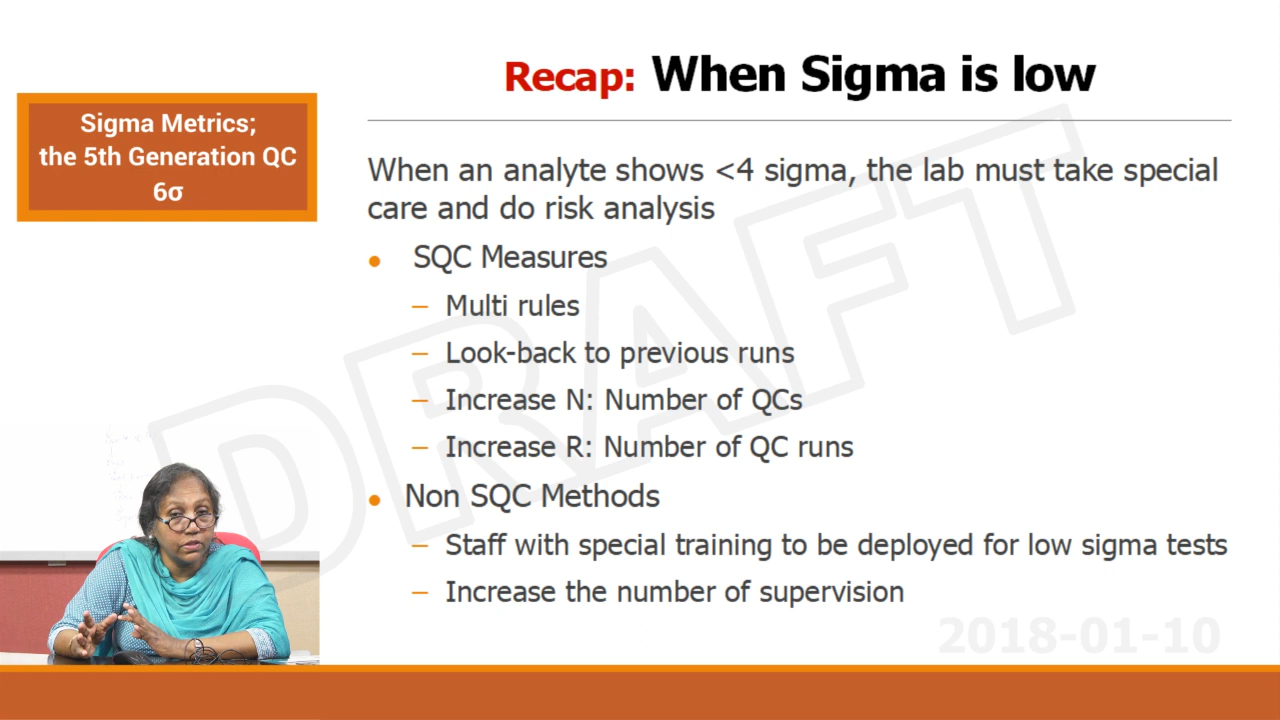 Recap: When Sigma is low
Sigma Metrics;
the 5th Generation QC
6σ
When an analyte shows <4 sigma, the lab must take special
care and do risk analysis
● SQC Measures
– Multi rules
– Look-back to previous runs
– Increase N: Number of QCs
– Increase R: Number of QC runs
● Non SQC Methods
– Staff with special training to be deployed for low sigma tests
– Increase the number of supervision
DRAFT
2018-01-10